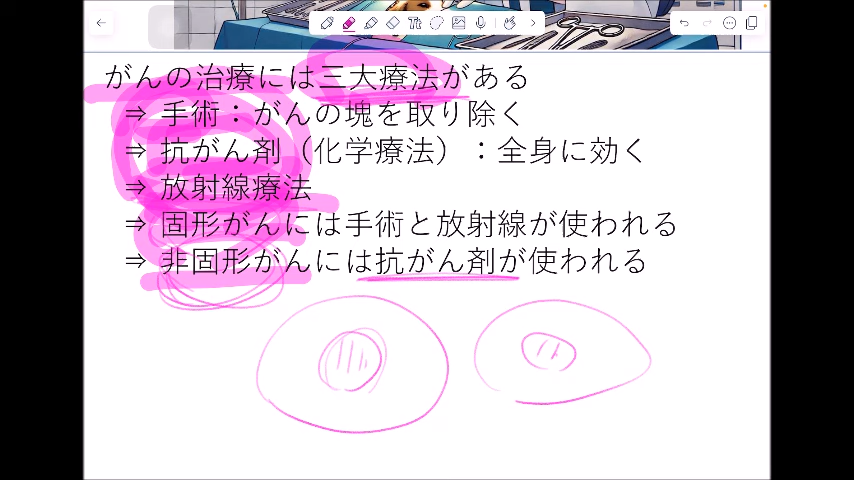 Tt
がんの治療には三大療法がある
⇒ 手術：がんの塊を取り除く
⇒ 抗がん剤（化学療法）：全身に効く
⇒ 放射線療法
⇒ 固形がんには手術と放射線が使われる
⇒ 非固形がんには抗がん剤が使われる